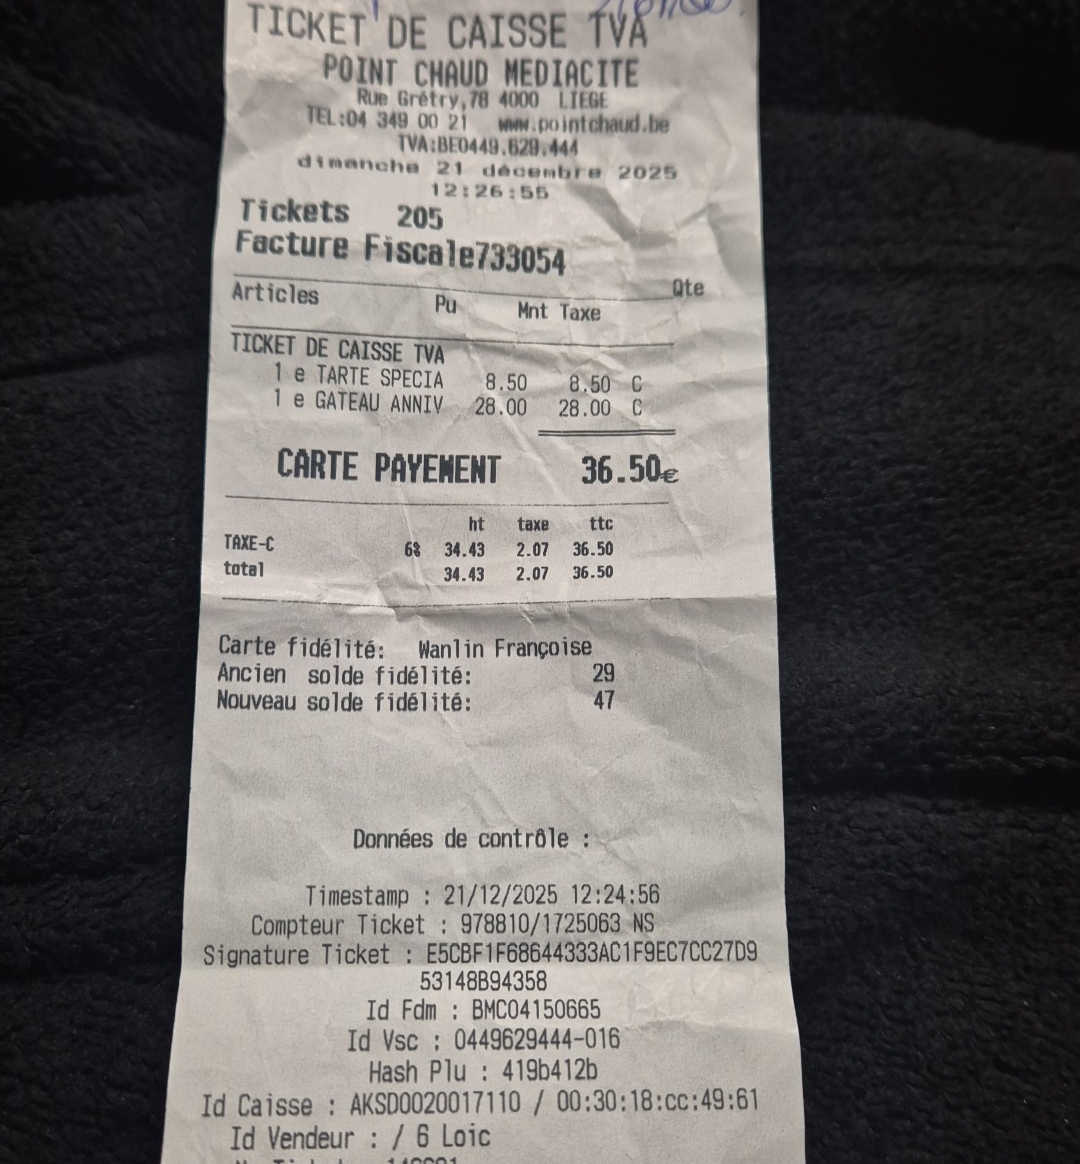 TICKET DE CAISSE TVA
POINT CHAUD MEDIACITE
Rue Grétry,78 4000 LIEGE
TEL:04 349 00 21 www.pointchaud.be
TVA:BE0449.629.444
dimanche 21 décembre 2025
12:26:55
Tickets 205
Facture Fiscale733054
Articles Pu Mnt Taxe Qte
TICKET DE CAISSE TVA
1 e TARTE SPECIA 8.50 8.50 C
1 e GATEAU ANNIV 28.00 28.00 C
CARTE PAYEMENT 36.50€
ht taxe ttc
TAXE-C 6% 34.43 2.07 36.50
total 34.43 2.07 36.50
Carte fidélité: Wanlin Françoise
Ancien solde fidélité: 29
Nouveau solde fidélité: 47
Données de contrôle :
Timestamp : 21/12/2025 12:24:56
Compteur Ticket : 978810/1725063 NS
Signature Ticket : E5CBF1F68644333AC1F9EC7CC27D9
53148B94358
Id Fdm : BMC04150665
Id Vsc : 0449629444-016
Hash Plu : 419b412b
Id Caisse : AKSD0020017110 / 00:30:18:cc:49:61
Id Vendeur : / 6 Loic